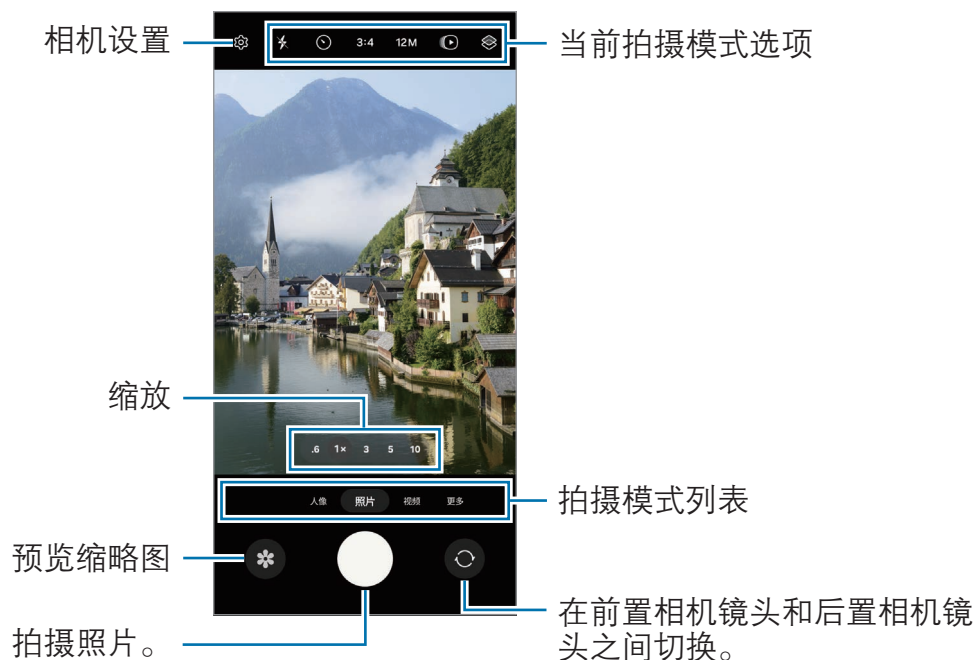 相机设置
3:4 12M
当前拍摄模式选项
缩放
.6 1× 3 5 10
人像 照片 视频 更多
拍摄模式列表
预览缩略图
拍摄照片。
在前置相机镜头和后置相机镜
头之间切换。